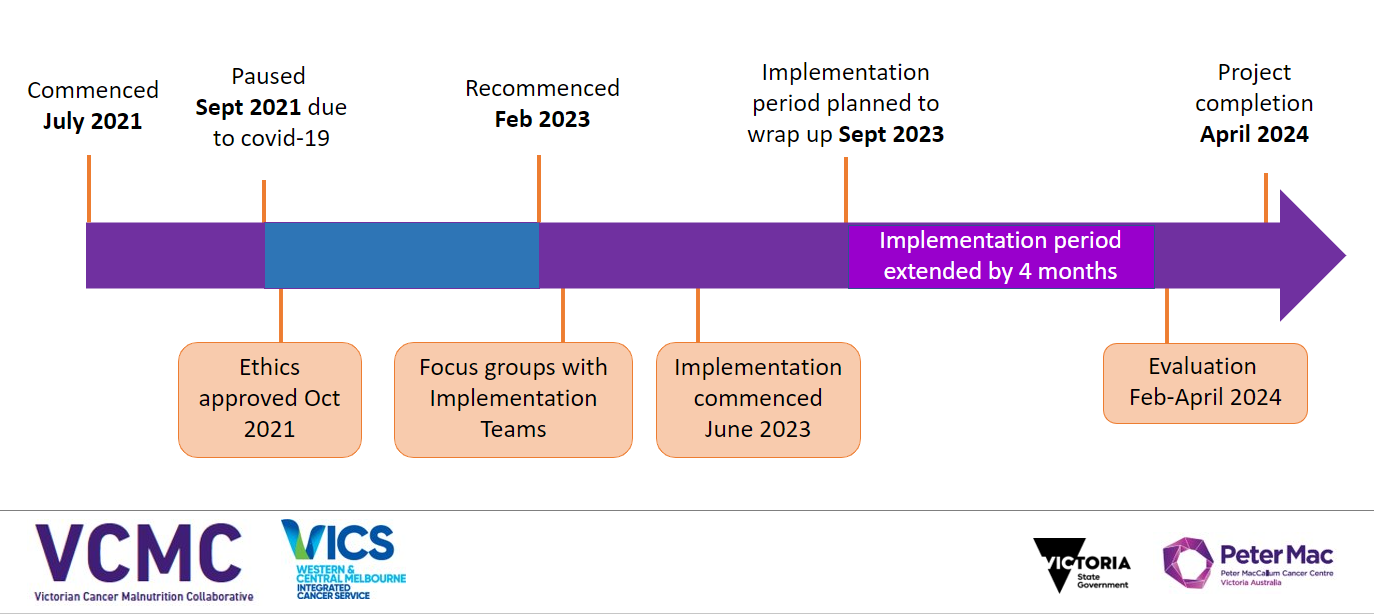 Commenced
July 2021
Paused
Sept 2021 due
to covid-19
Recommenced
Feb 2023
Implementation
period planned to
wrap up Sept 2023
Project
completion
April 2024
Implementation period
extended by 4 months
Ethics
approved Oct
2021
Focus groups with
Implementation
Teams
Implementation
commenced
June 2023
Evaluation
Feb-April 2024
VCMC
Victorian Cancer Malnutrition Collaborative
VICS
WESTERN &
CENTRAL MELBOURNE
INTEGRATED
CANCER SERVICE
VICTORIA
State
Government
Peter Mac
Peter MacCallum Cancer Centre
Victoria Australia